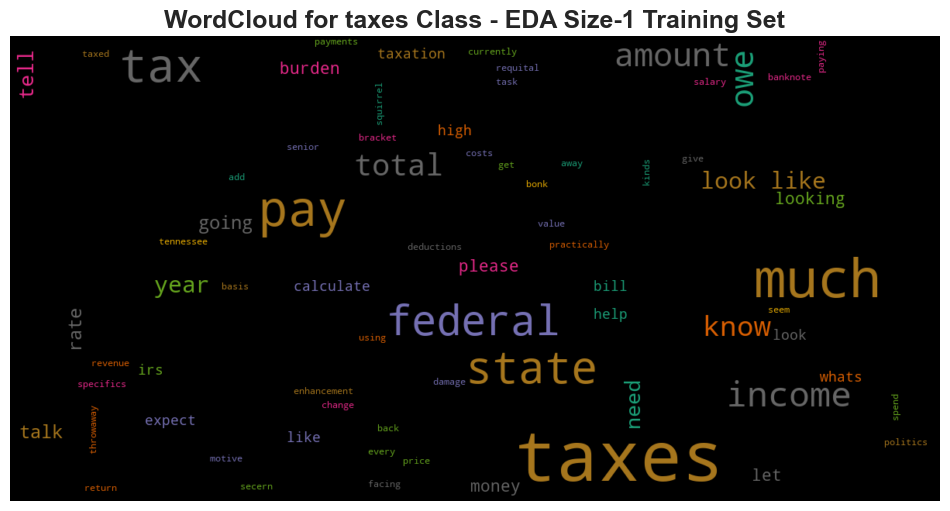 WordCloud for taxes Class - EDA Size-1 Training Set
payments
taxed
tax
taxation
currently
amount
paying
tell
burden
requital
task
salary
owe
banknote
squirrel
bracket
high
senior
costs
total
get
away
kinds
give
add
bonk
look like
looking
going
pay
value
tennessee
deductions
practically
please
year
basis
calculate
bill
much
rate
federal
help
seem
know
look
using
revenue
irs
state
whats
specifics
enhancement
damage
need
income
change
spend
throwaway
expect
talk
like
back
politics
motive
every
price
taxes
return
secern
facing
money
let